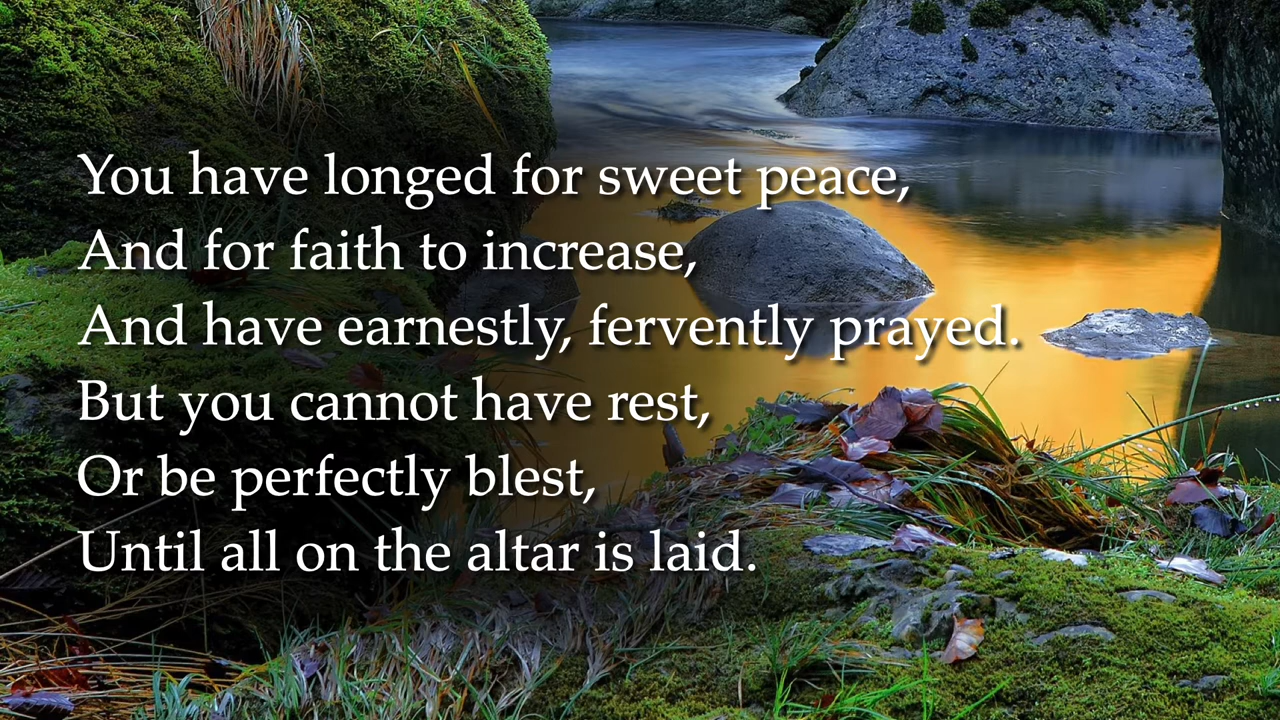 You have longed for sweet peace,
And for faith to increase,
And have earnestly, fervently prayed.
But you cannot have rest,
Or be perfectly blest,
Until all on the altar is laid.